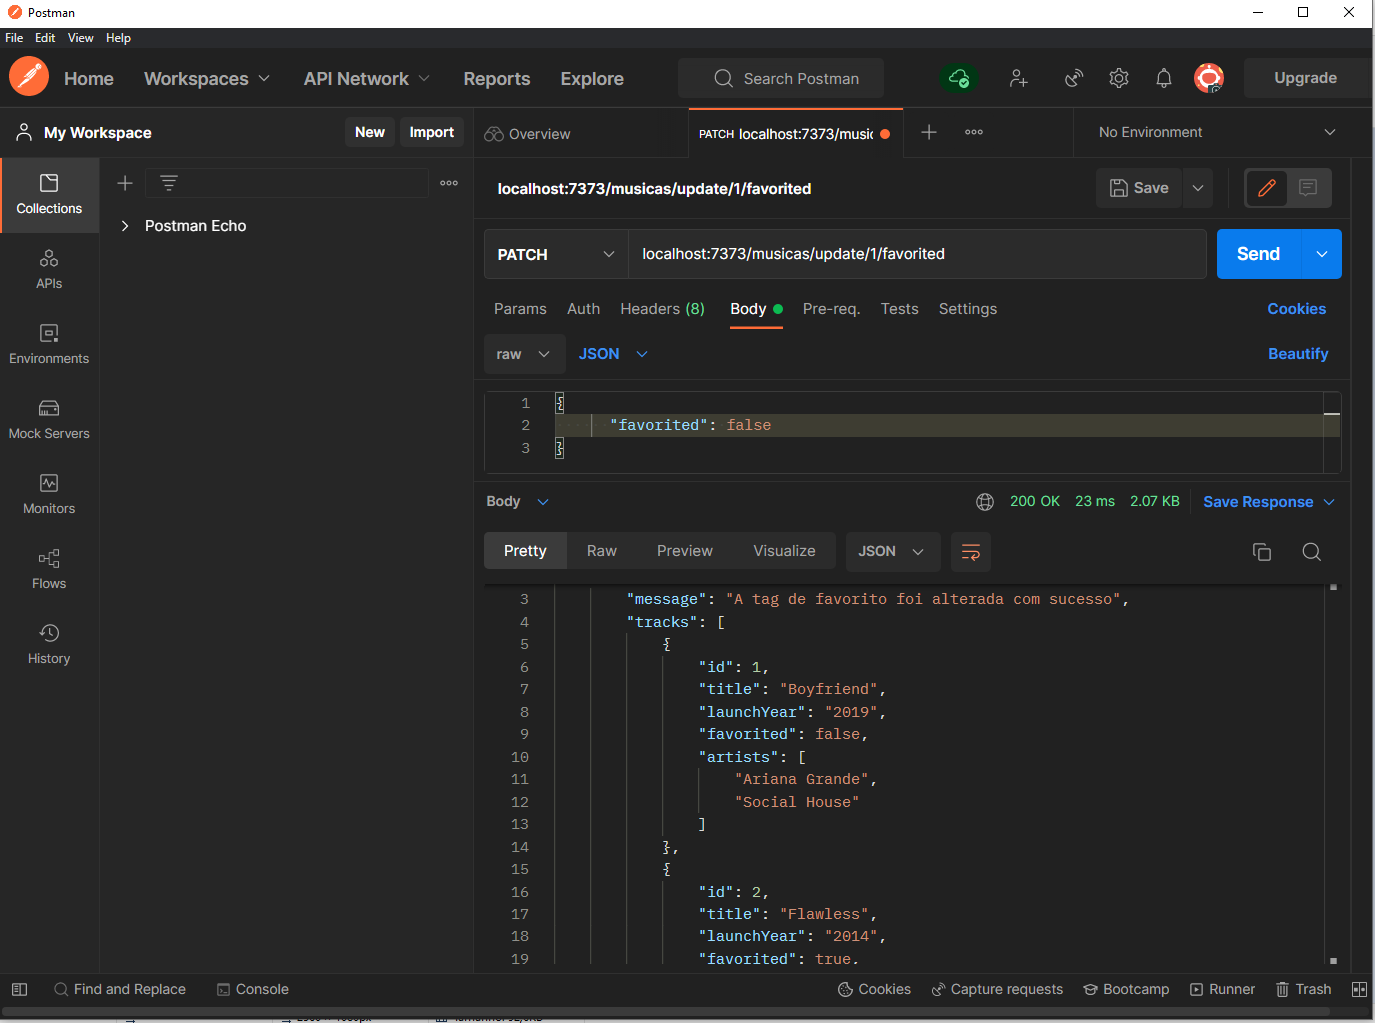 Postman
File Edit View Help
Home Workspaces API Network Reports Explore Search Postman Upgrade
My Workspace New Import Overview PATCH localhost:7373/music No Environment
Collections
APIs
Environments
Mock Servers
Monitors
Flows
History
Postman Echo
localhost:7373/musicas/update/1/favorited Save
PATCH localhost:7373/musicas/update/1/favorited Send
Params Auth Headers (8) Body Pre-req. Tests Settings Cookies
raw JSON Beautify
1 {
2 "favorited": false
3 }
Body 200 OK 23 ms 2.07 KB Save Response
Pretty Raw Preview Visualize JSON
3 "message": "A tag de favorito foi alterada com sucesso",
4 "tracks": [
5 {
6 "id": 1,
7 "title": "Boyfriend",
8 "launchYear": "2019",
9 "favorited": false,
10 "artists": [
11 "Ariana Grande",
12 "Social House"
13 ]
14 },
15 {
16 "id": 2,
17 "title": "Flawless",
18 "launchYear": "2014",
19 "favorited": true,
Find and Replace Console Cookies Capture requests Bootcamp Runner Trash